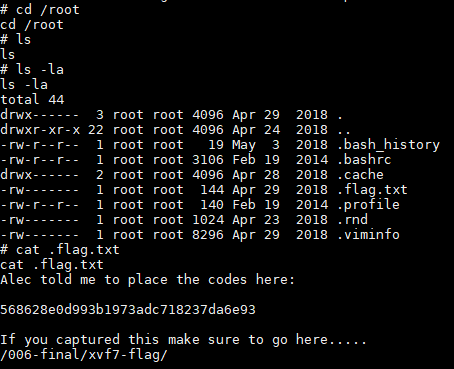 # cd /root
cd /root
# ls
ls
# ls -la
ls -la
total 44
drwx------  3 root root 4096 Apr 29  2018 .
drwxr-xr-x 22 root root 4096 Apr 24  2018 ..
-rw-r--r--  1 root root   19 May  3  2018 .bash_history
-rw-r--r--  1 root root 3106 Feb 19  2014 .bashrc
drwx------  2 root root 4096 Apr 28  2018 .cache
-rw-------  1 root root  144 Apr 29  2018 .flag.txt
-rw-r--r--  1 root root  140 Feb 19  2014 .profile
-rw-------  1 root root 1024 Apr 23  2018 .rnd
-rw-------  1 root root 8296 Apr 29  2018 .viminfo
# cat .flag.txt
cat .flag.txt
Alec told me to place the codes here:
568628e0d993b1973adc718237da6e93
If you captured this make sure to go here.....
/006-final/xvf7-flag/